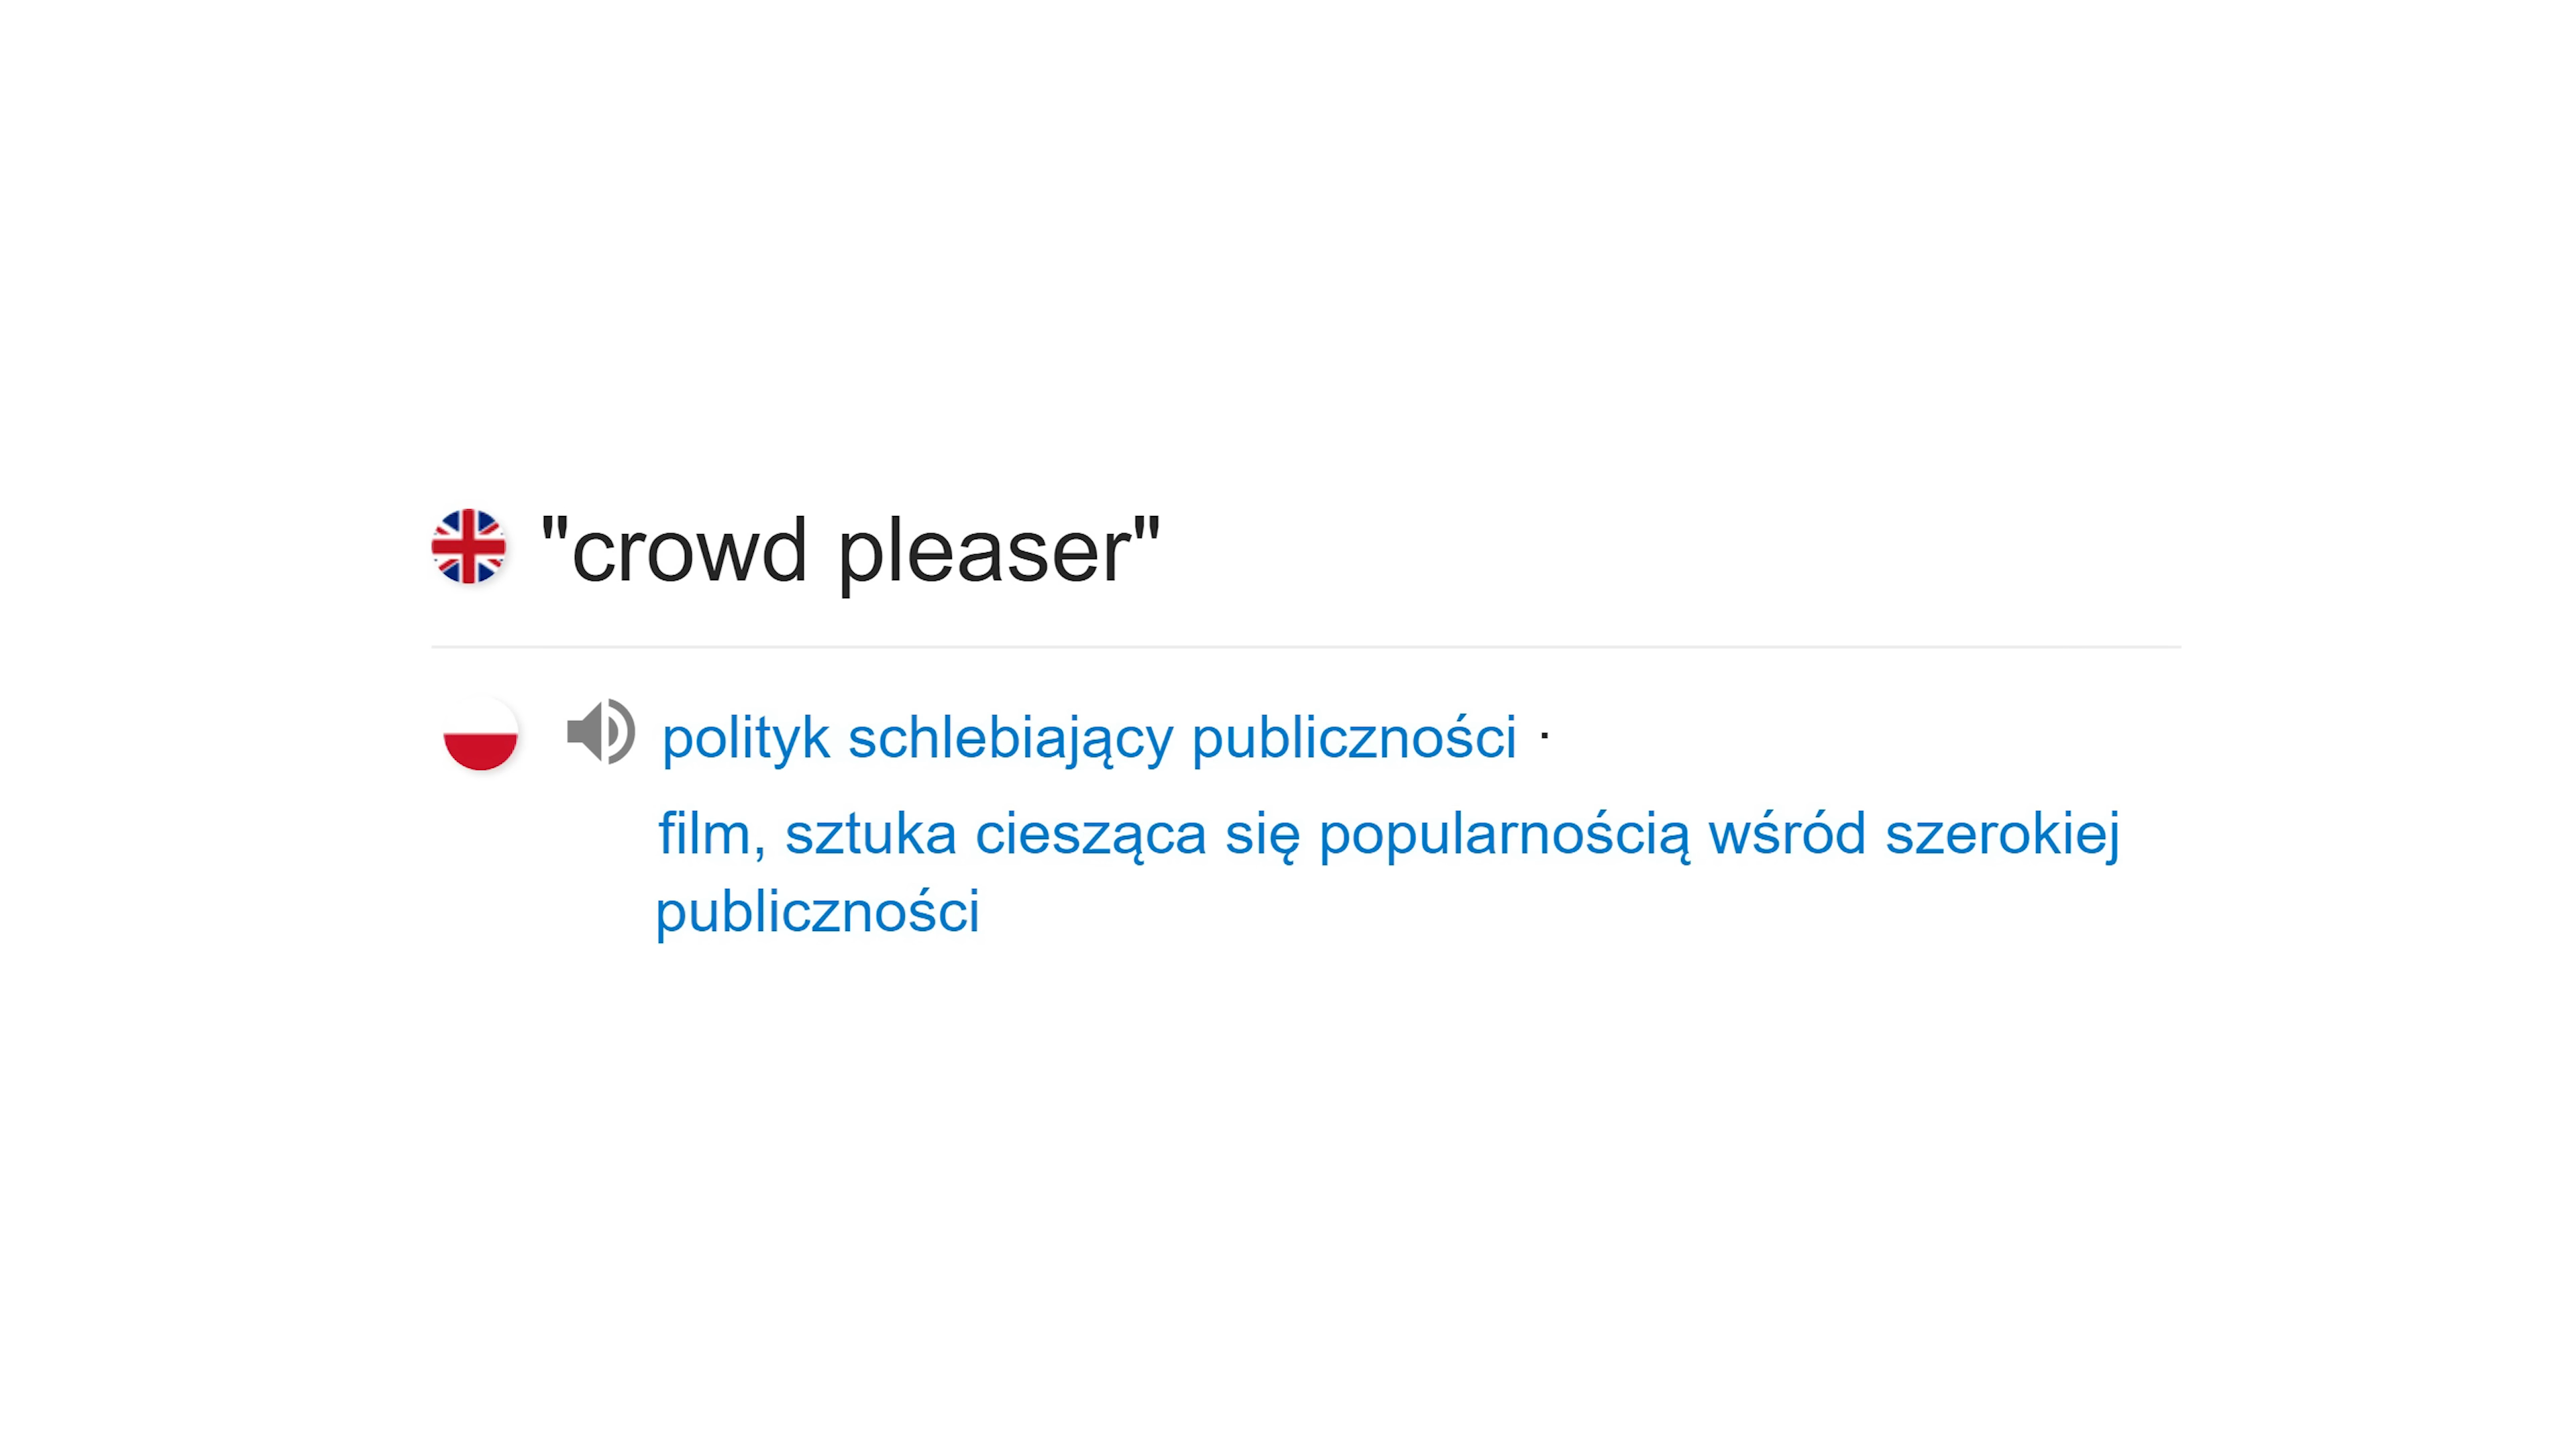 "crowd pleaser"
polityk schlebiający publiczności ·
film, sztuka ciesząca się popularnością wśród szerokiej
publiczności